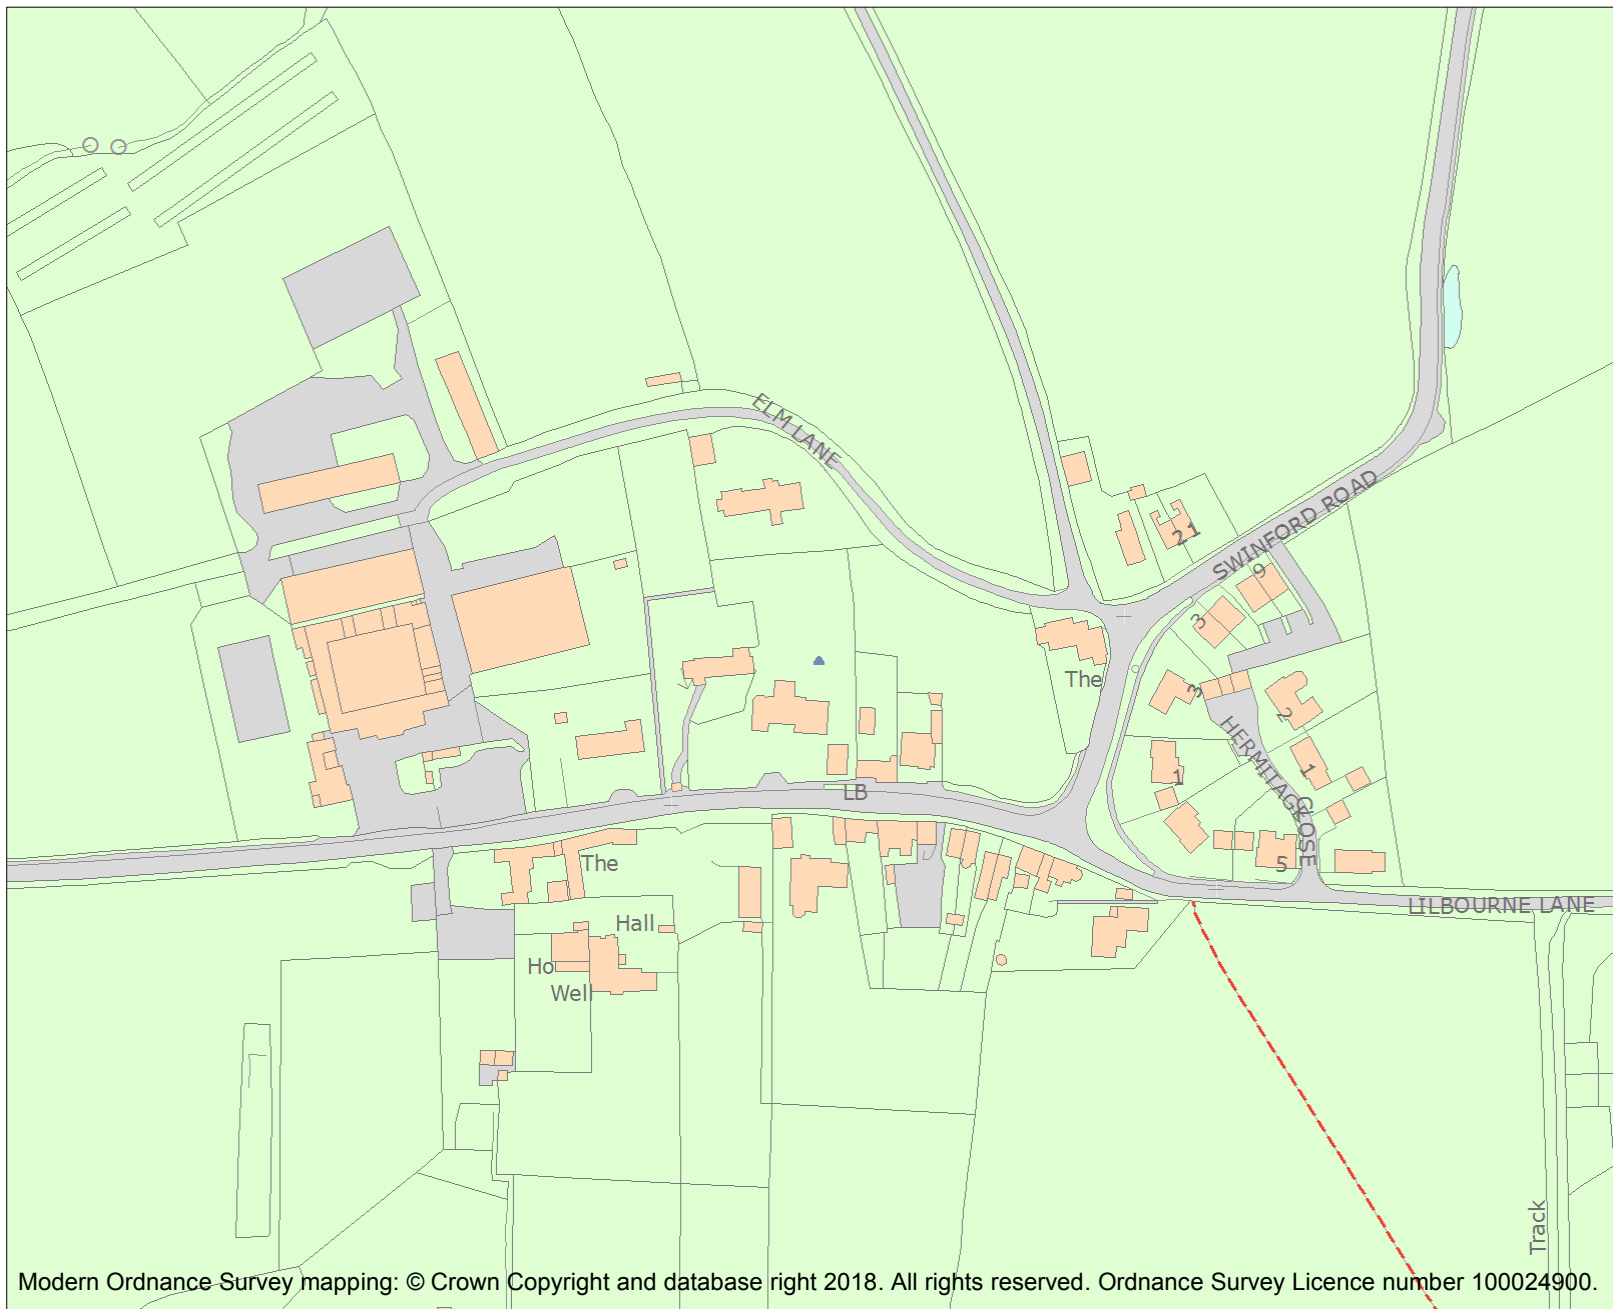 ELM LANE
SWINFORD ROAD
21
9
3
The
3
2
HERMITAGE
CLOSE
1
1
LB
5
The
LILBOURNE LANE
Hall
Ho
Well
Track
Modern Ordnance Survey mapping: © Crown Copyright and database right 2018. All rights reserved. Ordnance Survey Licence number 100024900.